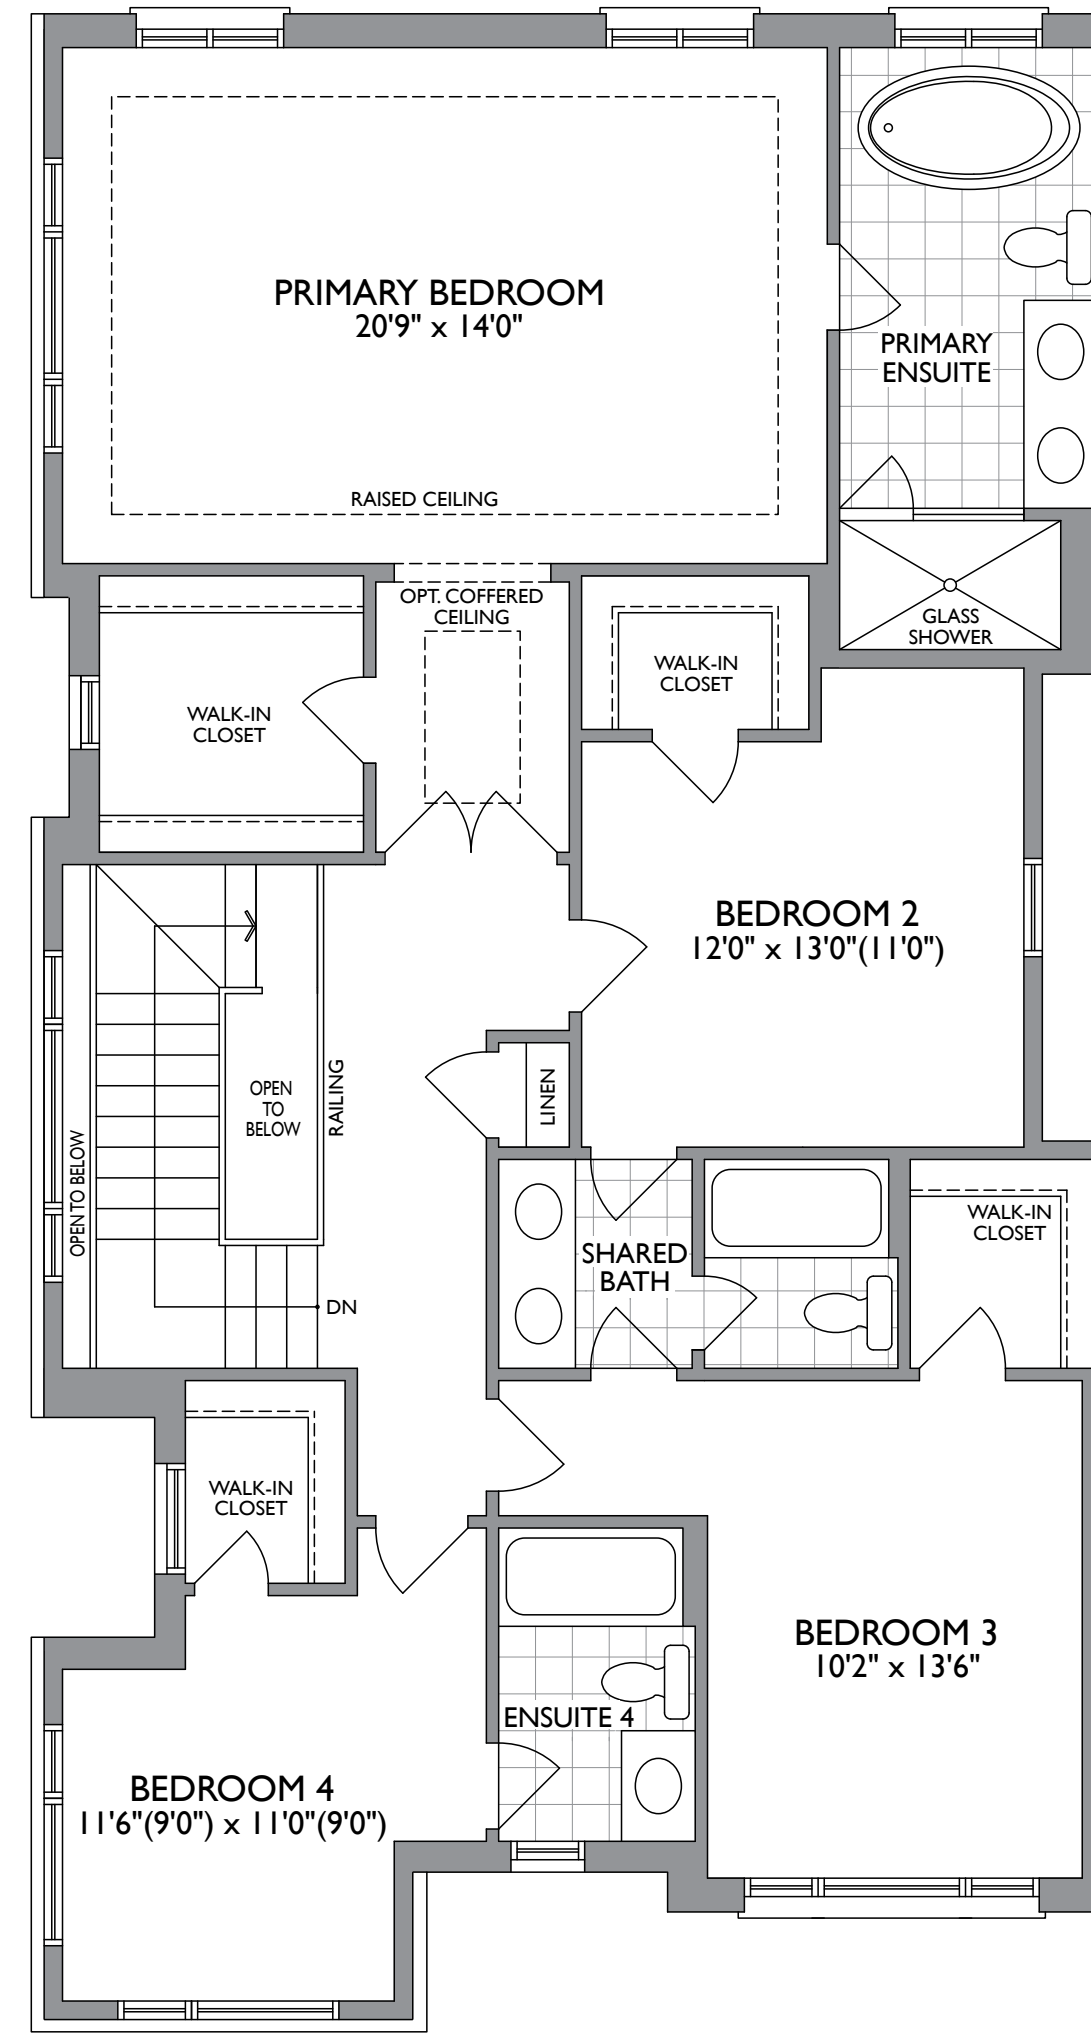 PRIMARY BEDROOM
20'9" x 14'0"
RAISED CEILING
PRIMARY
ENSUITE
GLASS
SHOWER
OPT. COFFERED
CEILING
WALK-IN
CLOSET
WALK-IN
CLOSET
BEDROOM 2
12'0" x 13'0"(11'0")
LINEN
RAILING
OPEN
TO
BELOW
OPEN TO BELOW
DN
SHARED
BATH
WALK-IN
CLOSET
WALK-IN
CLOSET
BEDROOM 3
10'2" x 13'6"
ENSUITE 4
BEDROOM 4
11'6"(9'0") x 11'0"(9'0")